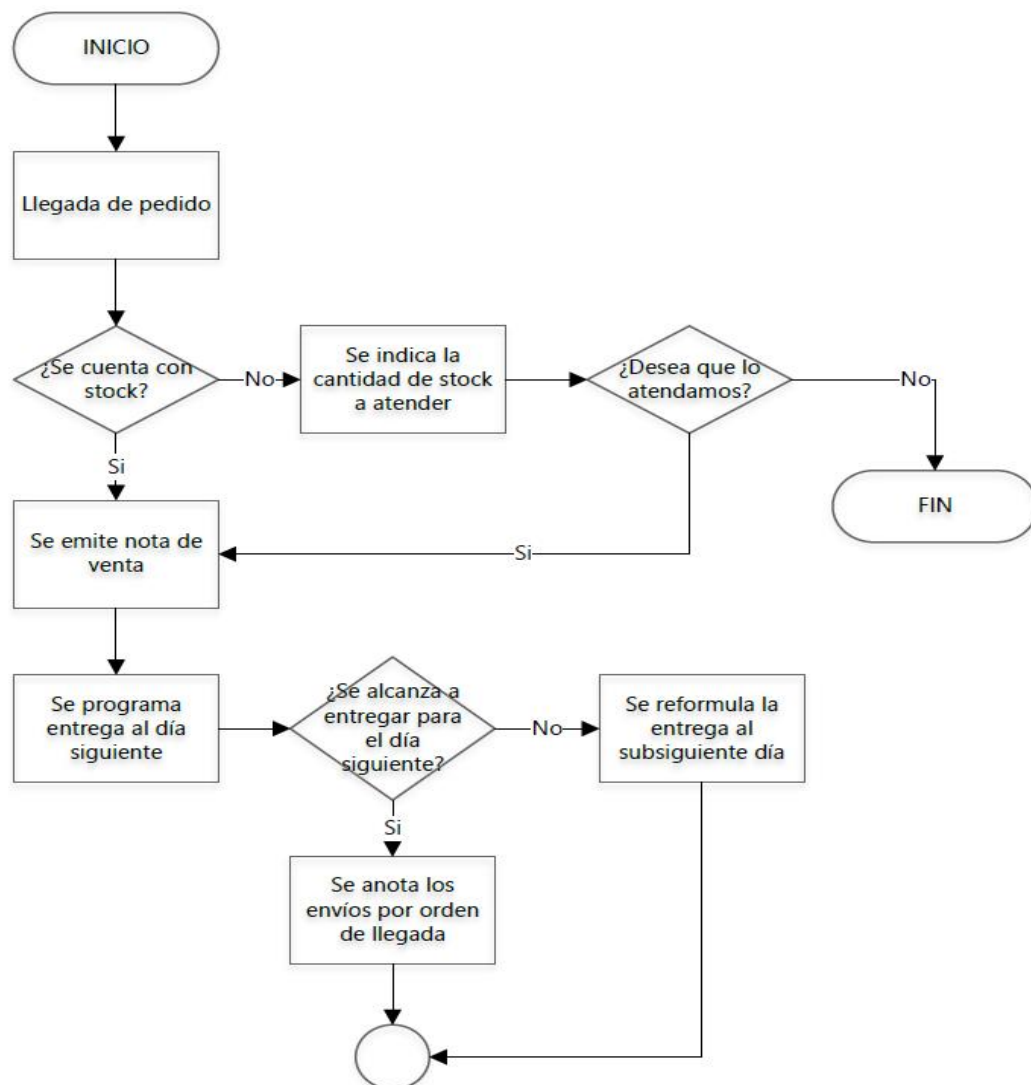 INICIO
Llegada de pedido
¿Se cuenta con
stock?
No
Se indica la
cantidad de stock
a atender
¿Desea que lo
atendamos?
No
FIN
Si
Se emite nota de
venta
Si
Se programa
entrega al día
siguiente
¿Se alcanza a
entregar para
el día
siguiente?
No
Se reformula la
entrega al
subsiguiente día
Si
Se anota los
envíos por orden
de llegada